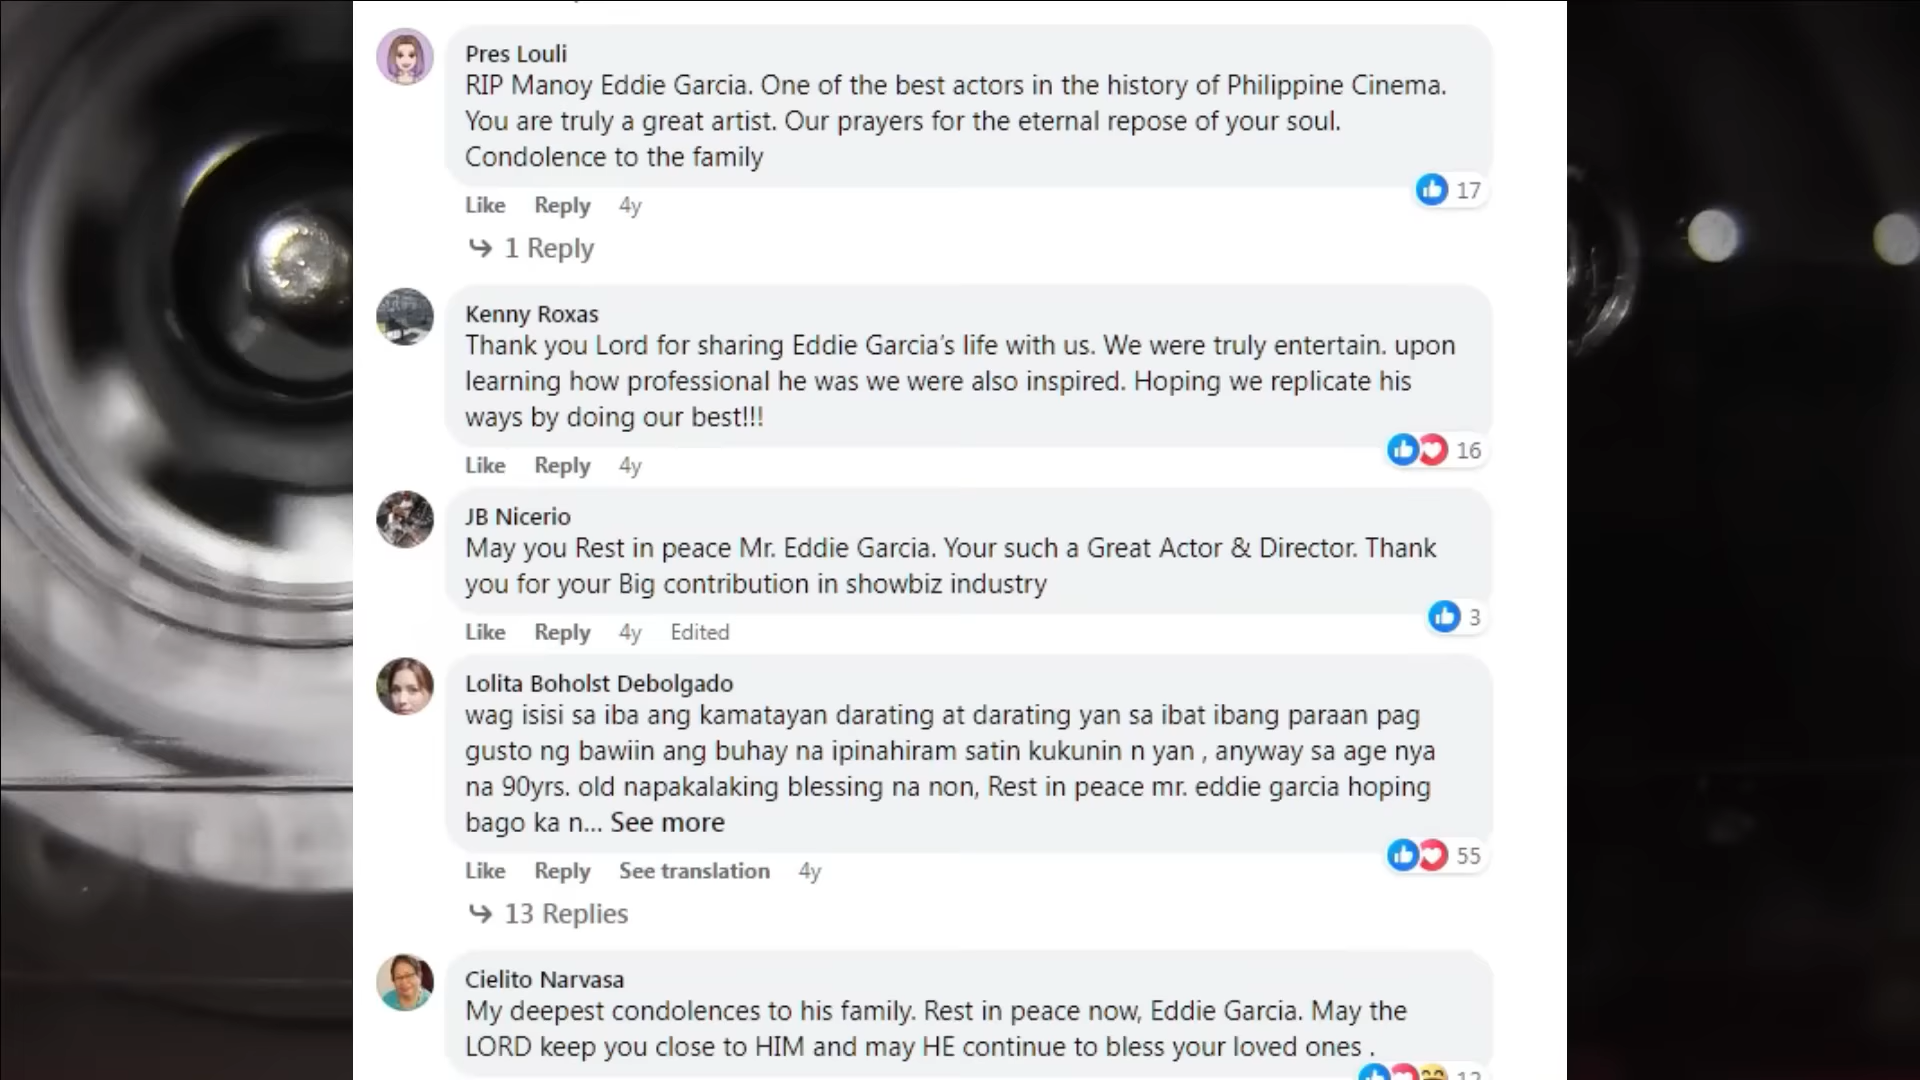 Pres Louli
RIP Manoy Eddie Garcia. One of the best actors in the history of Philippine Cinema.
You are truly a great artist. Our prayers for the eternal repose of your soul.
Condolence to the family
17
Like Reply 4y
1 Reply
Kenny Roxas
Thank you Lord for sharing Eddie Garcia's life with us. We were truly entertain. upon
learning how professional he was we were also inspired. Hoping we replicate his
ways by doing our best!!!
16
Like Reply 4y
JB Nicerio
May you Rest in peace Mr. Eddie Garcia. Your such a Great Actor & Director. Thank
you for your Big contribution in showbiz industry
3
Like Reply 4y Edited
Lolita Boholst Debolgado
wag isisi sa iba ang kamatayan darating at darating yan sa ibat ibang paraan pag
gusto ng bawiin ang buhay na ipinahiram satin kukunin n yan , anyway sa age nya
na 90yrs. old napakalaking blessing na non, Rest in peace mr. eddie garcia hoping
bago ka n... See more
55
Like Reply See translation 4y
13 Replies
Cielito Narvasa
My deepest condolences to his family. Rest in peace now, Eddie Garcia. May the
LORD keep you close to HIM and may HE continue to bless your loved ones .